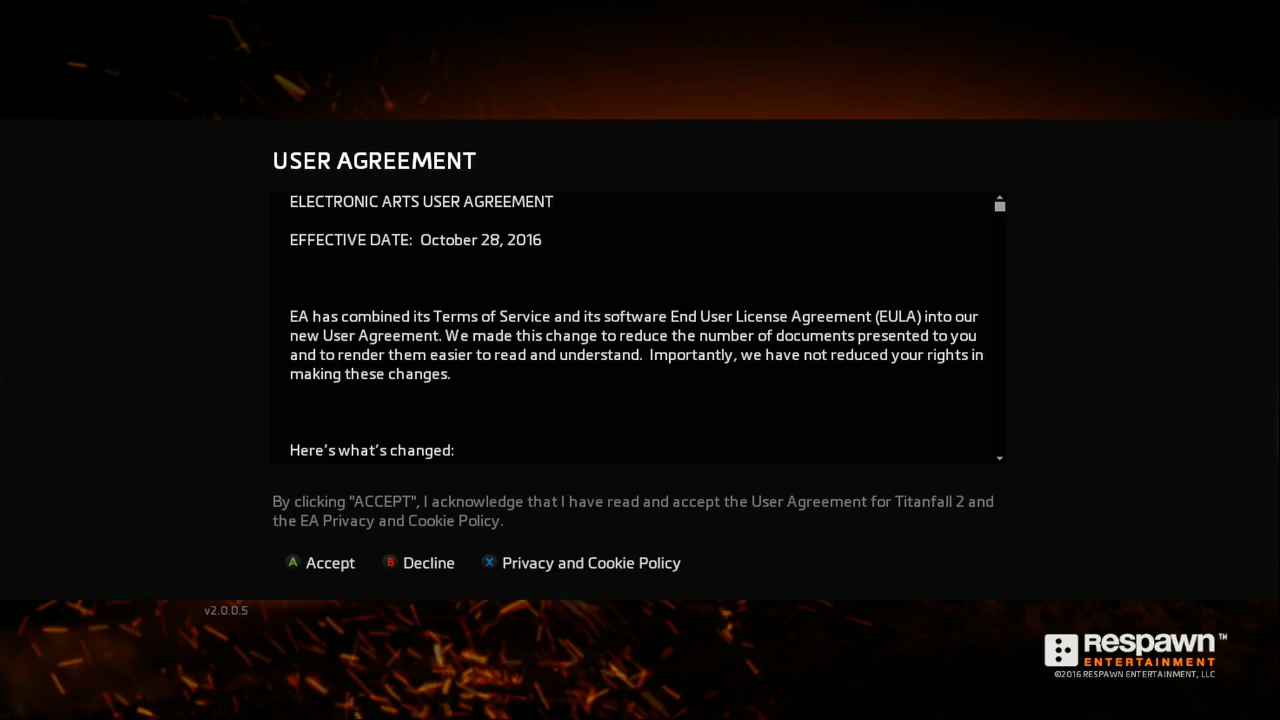 USER AGREEMENT
ELECTRONIC ARTS USER AGREEMENT
EFFECTIVE DATE:  October 28, 2016
EA has combined its Terms of Service and its software End User License Agreement (EULA) into our
new User Agreement. We made this change to reduce the number of documents presented to you
and to render them easier to read and understand.  Importantly, we have not reduced your rights in
making these changes.
Here's what's changed:
By clicking "ACCEPT", I acknowledge that I have read and accept the User Agreement for Titanfall 2 and
the EA Privacy and Cookie Policy.
A Accept B Decline X Privacy and Cookie Policy
v2.0.0.5
Respawn™
ENTERTAINMENT
©2016 RESPAWN ENTERTAINMENT, LLC